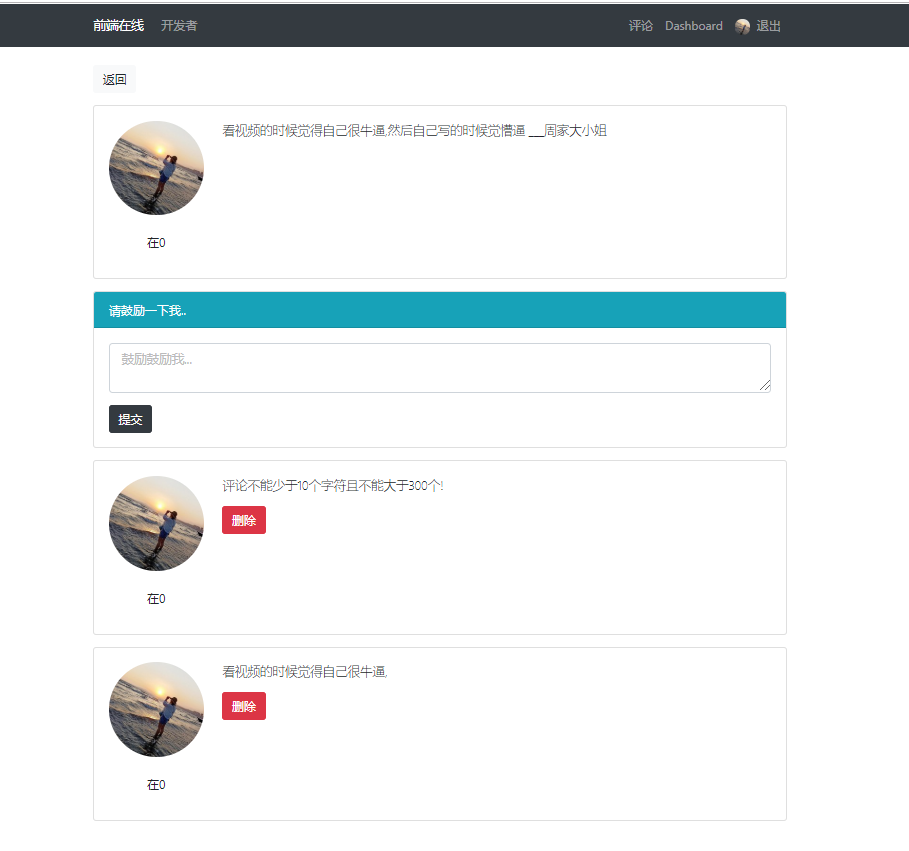 前端在线 开发者 评论 Dashboard 退出
返回
看视频的时候觉得自己很牛逼,然后自己写的时候觉懵逼 ___周家大小姐
在0
请鼓励一下我..
鼓励鼓励我...
提交
评论不能少于10个字符且不能大于300个!
删除
在0
看视频的时候觉得自己很牛逼,
删除
在0